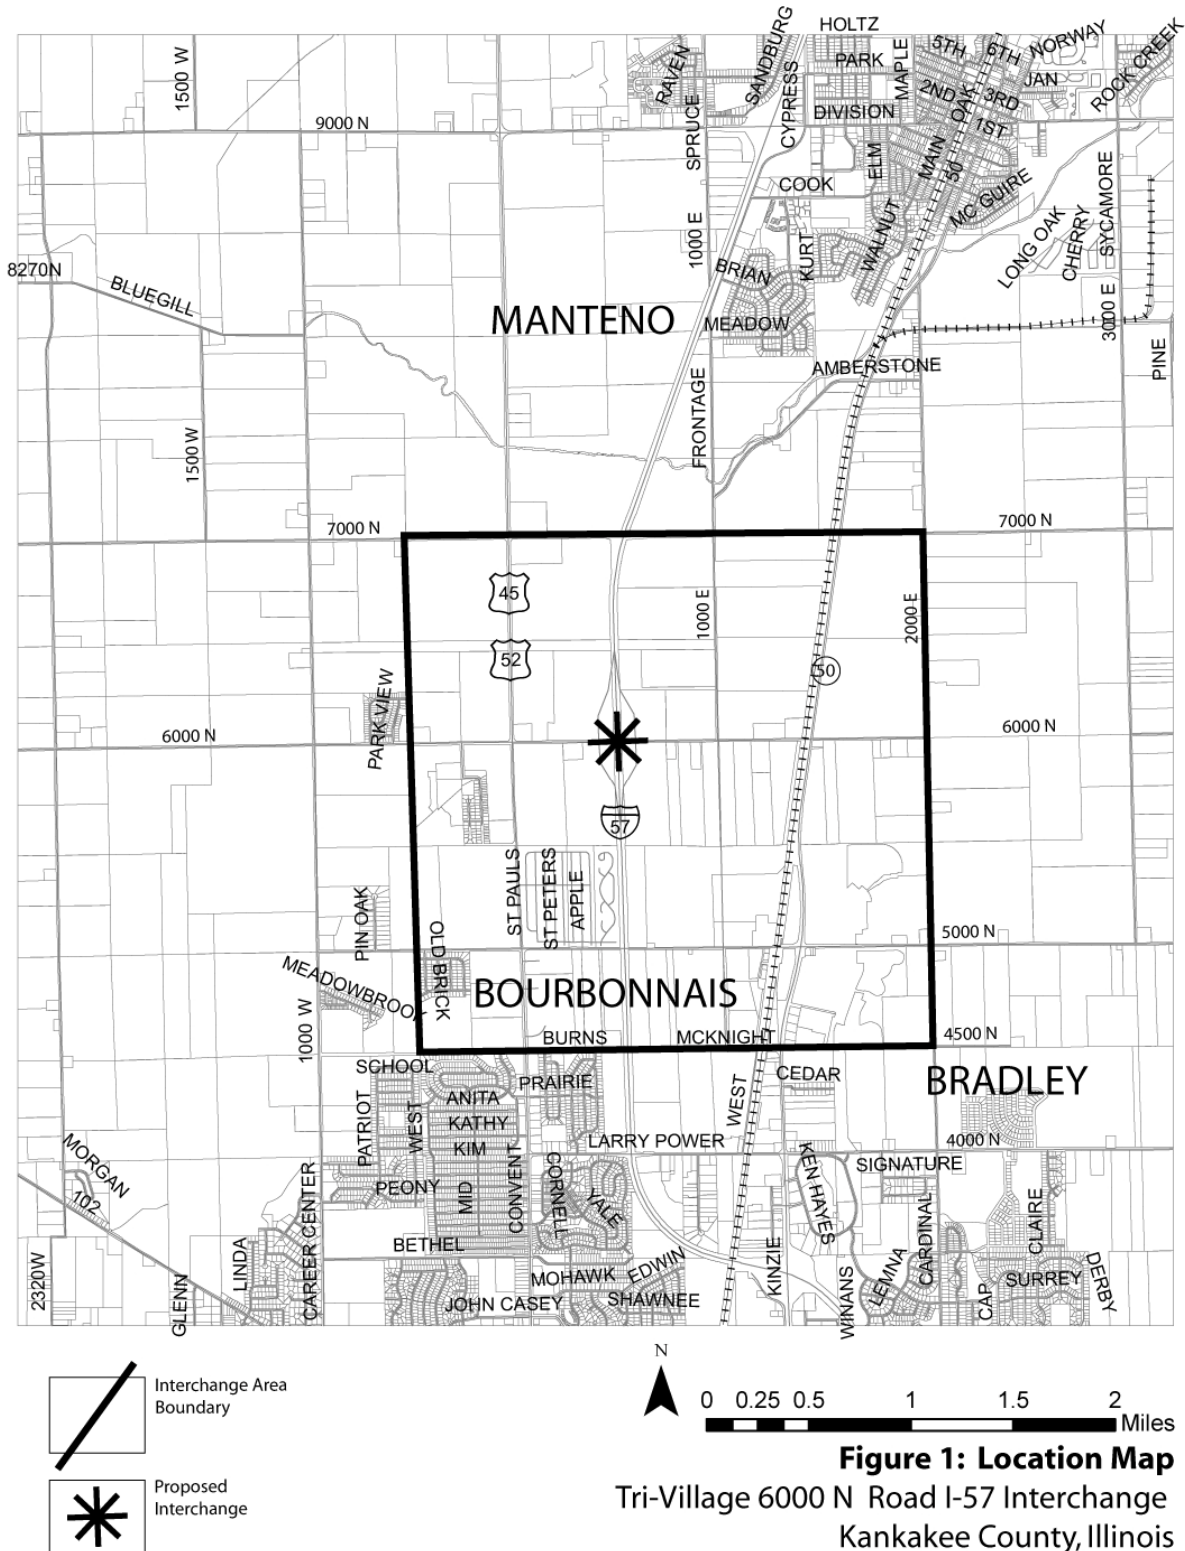 HOLTZ
SANDBURG
RAVEN
1500 W
PARK
MAPLE
5TH
6TH
NORWAY
JAN
ROCK CREEK
2ND
OAK
3RD
DIVISION
CYPRESS
9000 N
SPRUCE
1ST
ELM
MAIN
50
COOK
MC GUIRE
SYCAMORE
WALNUT
LONG OAK
CHERRY
1000 E
KURT
8270N
BRIAN
BLUEGILL
MANTENO
MEADOW
3000 E
PINE
AMBERSTONE
FRONTAGE
1500 W
7000 N
7000 N
45
1000 E
2000 E
52
50
PARK VIEW
6000 N
6000 N
57
ST PAULS
ST PETERS
APPLE
PIN OAK
OLD BRICK
5000 N
MEADOWBROOK
BOURBONNAIS
1000 W
BURNS
MCKNIGHT
4500 N
SCHOOL
PRAIRIE
CEDAR
BRADLEY
ANITA
WEST
PATRIOT
WEST
KATHY
KIM
LARRY POWER
4000 N
MORGAN
102
PEONY
MID
CONVENT
CORNELL
YALE
KEN HAYES
SIGNATURE
CAREER CENTER
CARDINAL
CLAIRE
BETHEL
LINDA
MOHAWK
EDWIN
KINZIE
LEMNA
SURREY
DERBY
2320W
GLENN
JOHN CASEY
SHAWNEE
WINANS
CAP
N
Interchange Area
Boundary
0 0.25 0.5 1 1.5 2
Miles
Figure 1: Location Map
Proposed
Interchange
Tri-Village 6000 N Road I-57 Interchange
Kankakee County, Illinois